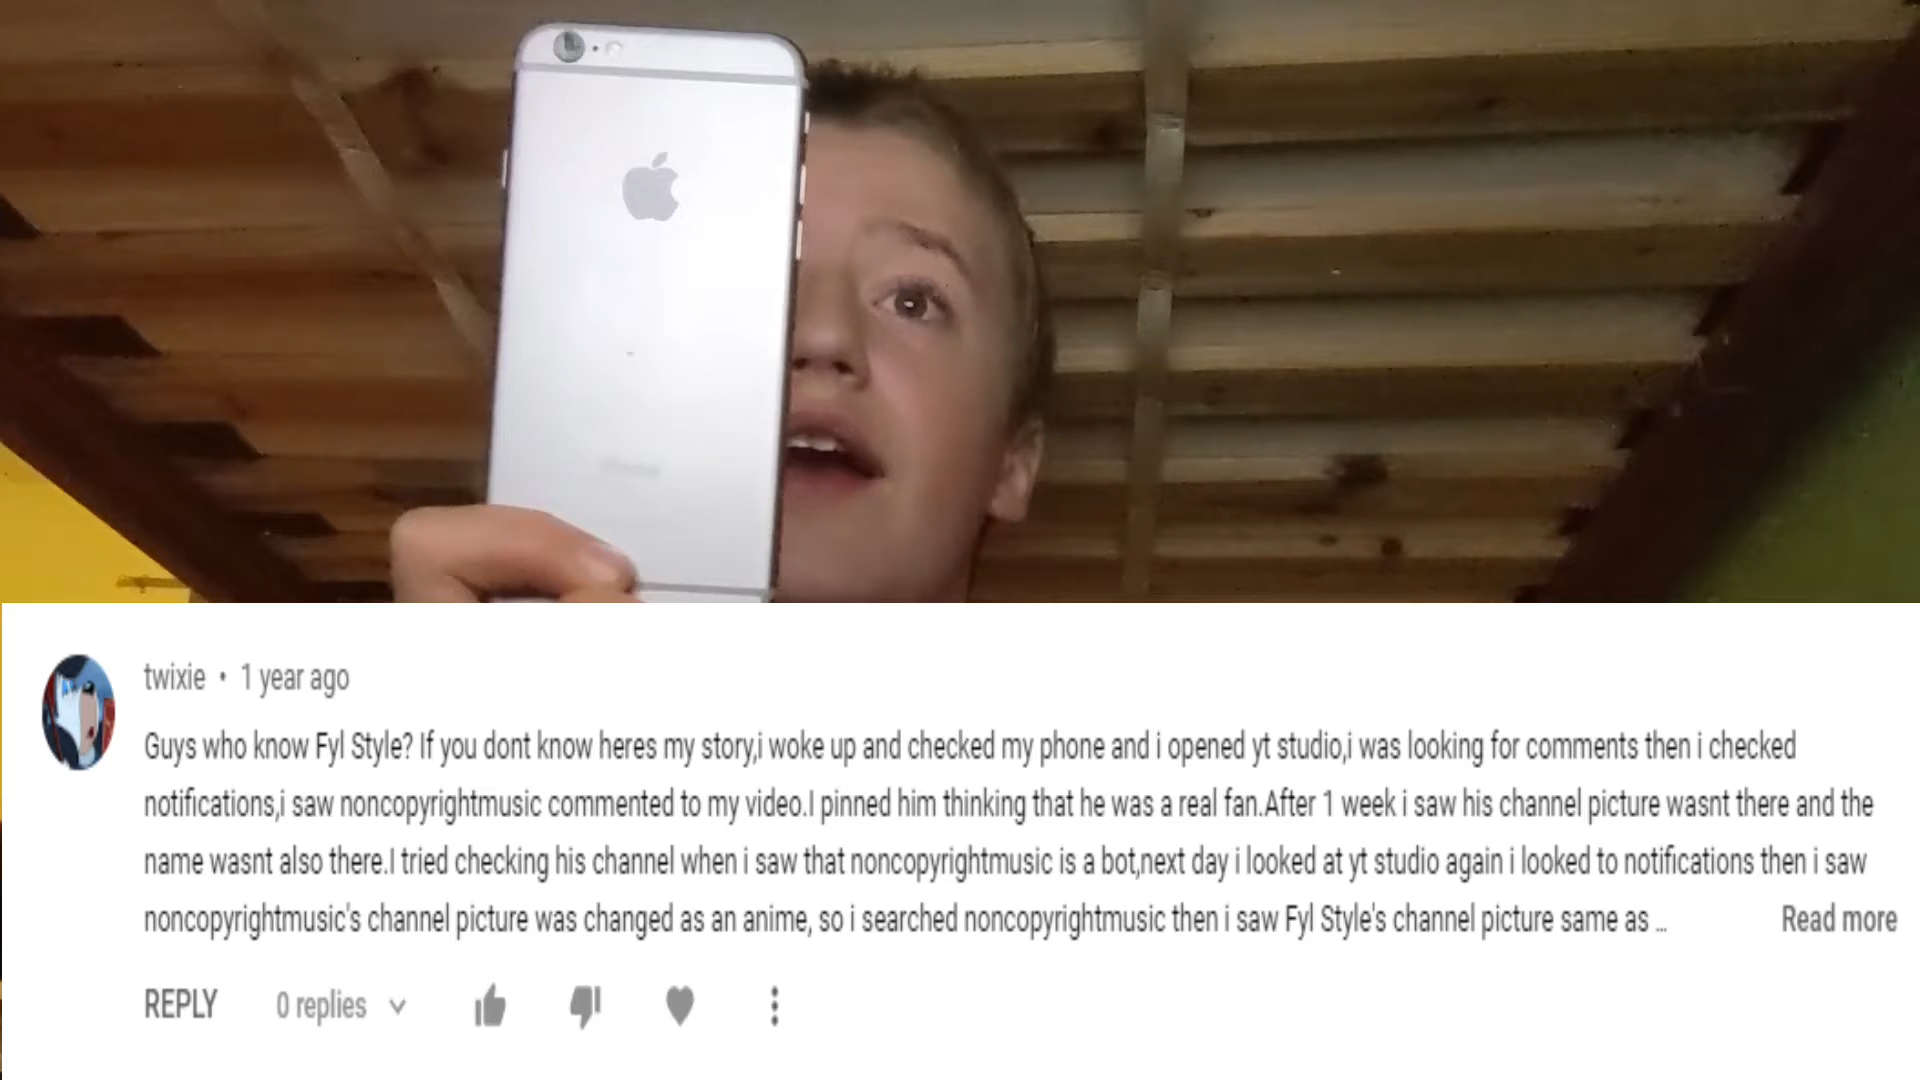 twixie • 1 year ago
Guys who know Fyl Style? If you dont know heres my story,i woke up and checked my phone and i opened yt studio,i was looking for comments then i checked
notifications,i saw noncopyrightmusic commented to my video.I pinned him thinking that he was a real fan.After 1 week i saw his channel picture wasnt there and the
name wasnt also there.I tried checking his channel when i saw that noncopyrightmusic is a bot,next day i looked at yt studio again i looked to notifications then i saw
noncopyrightmusic's channel picture was changed as an anime, so i searched noncopyrightmusic then i saw Fyl Style's channel picture same as ...
Read more
REPLY 0 replies